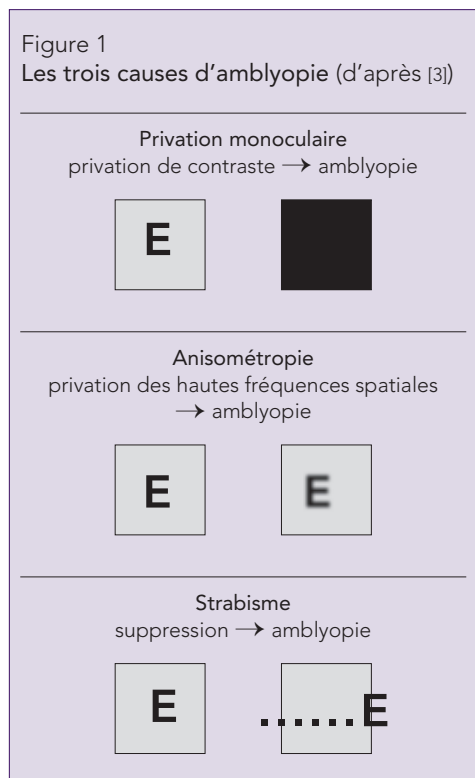 Figure 1
Les trois causes d'amblyopie (d'après [3])
Privation monoculaire
privation de contraste → amblyopie
E
Anisométropie
privation des hautes fréquences spatiales
→ amblyopie
E E
Strabisme
suppression → amblyopie
E ......E